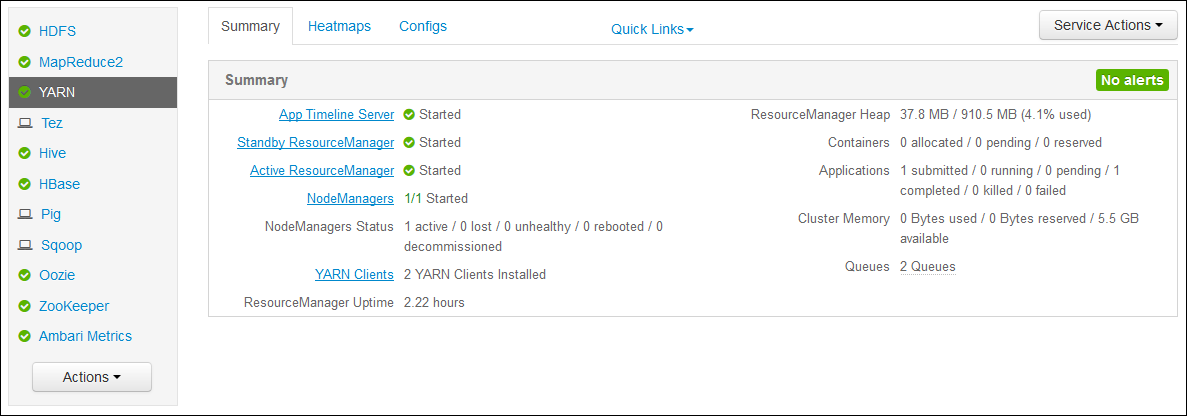 HDFS
MapReduce2
YARN
Tez
Hive
HBase
Pig
Sqoop
Oozie
ZooKeeper
Ambari Metrics
Actions
Summary Heatmaps Configs Quick Links Service Actions
Summary No alerts
App Timeline Server Started
Standby ResourceManager Started
Active ResourceManager Started
NodeManagers 1/1 Started
NodeManagers Status 1 active / 0 lost / 0 unhealthy / 0 rebooted / 0
decommissioned
YARN Clients 2 YARN Clients Installed
ResourceManager Uptime 2.22 hours
ResourceManager Heap 37.8 MB / 910.5 MB (4.1% used)
Containers 0 allocated / 0 pending / 0 reserved
Applications 1 submitted / 0 running / 0 pending / 1
completed / 0 killed / 0 failed
Cluster Memory 0 Bytes used / 0 Bytes reserved / 5.5 GB
available
Queues 2 Queues